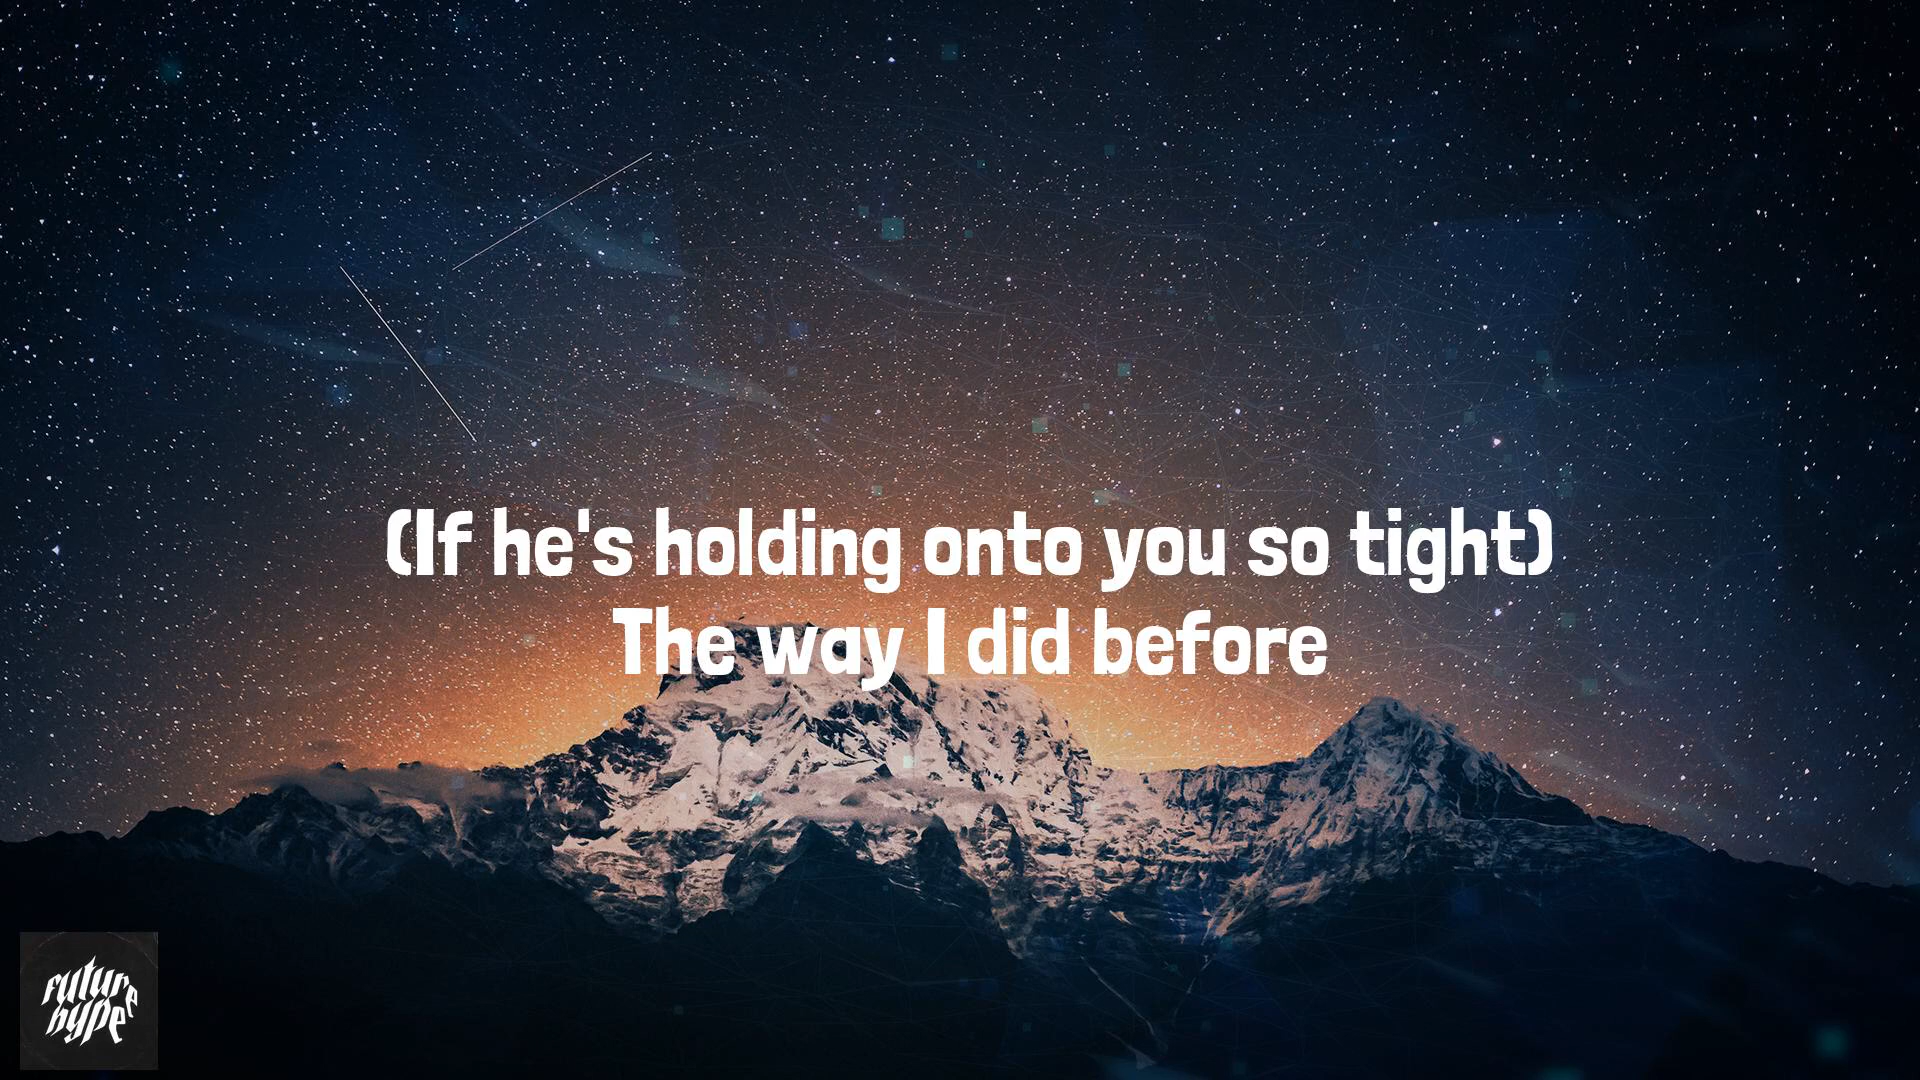 (If he's holding onto you so tight)
The way I did before
future
hype